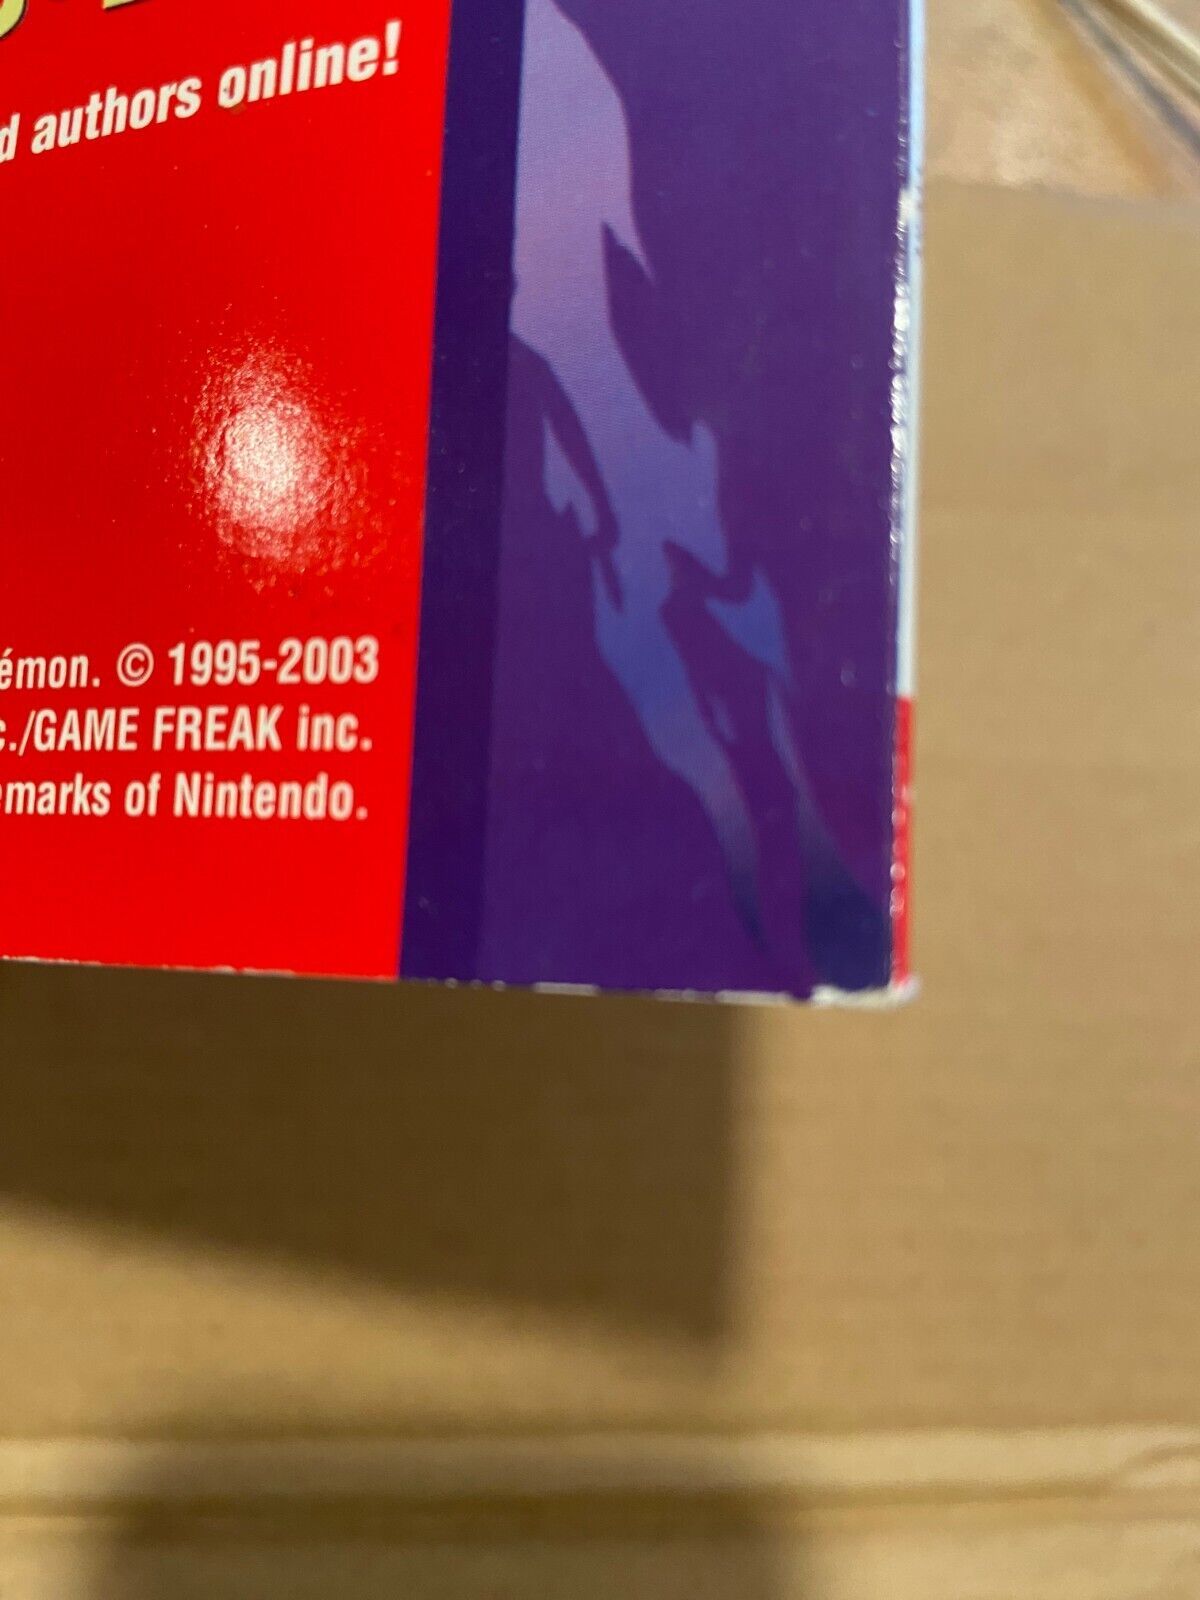 authors online!
émon. © 1995-2003
c./GAME FREAK inc.
emarks of Nintendo.